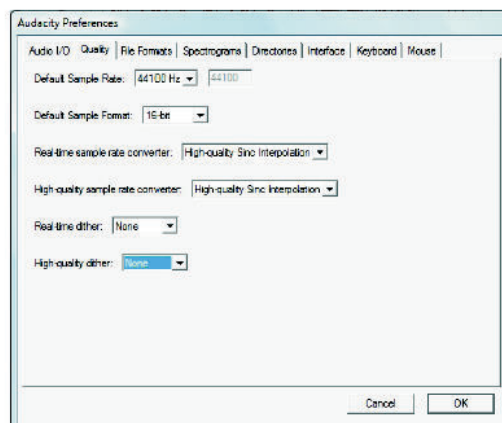 Audacity Preferences
Audio I/O Quality File Formats Spectrograms Directories Interface Keyboard Mouse
Default Sample Rate: 44100 Hz 44100
Default Sample Format: 16-bit
Real-time sample rate converter: High-quality Sinc Interpolation
High-quality sample rate converter: High-quality Sinc Interpolation
Real-time dither: None
High-quality dither: None
Cancel OK